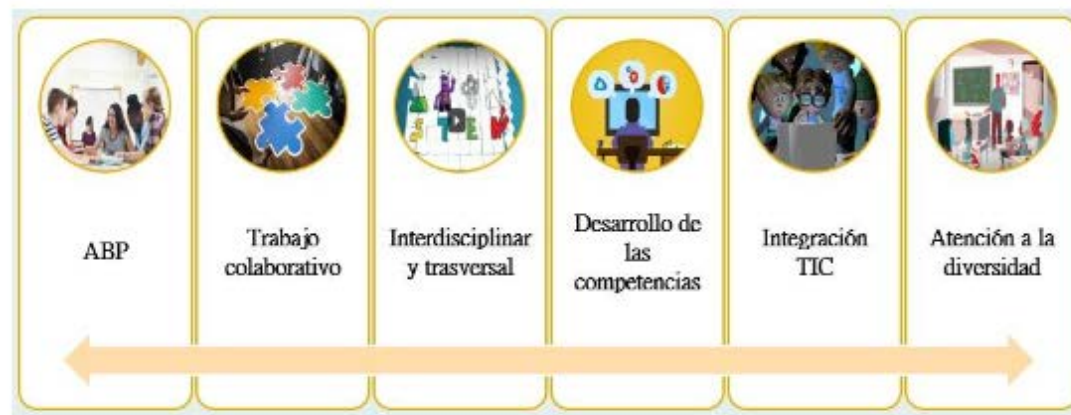 ABP
Trabajo
colaborativo
Interdisciplinar
y trasversal
Desarrollo de
las
competencias
Integración
TIC
Atención a la
diversidad